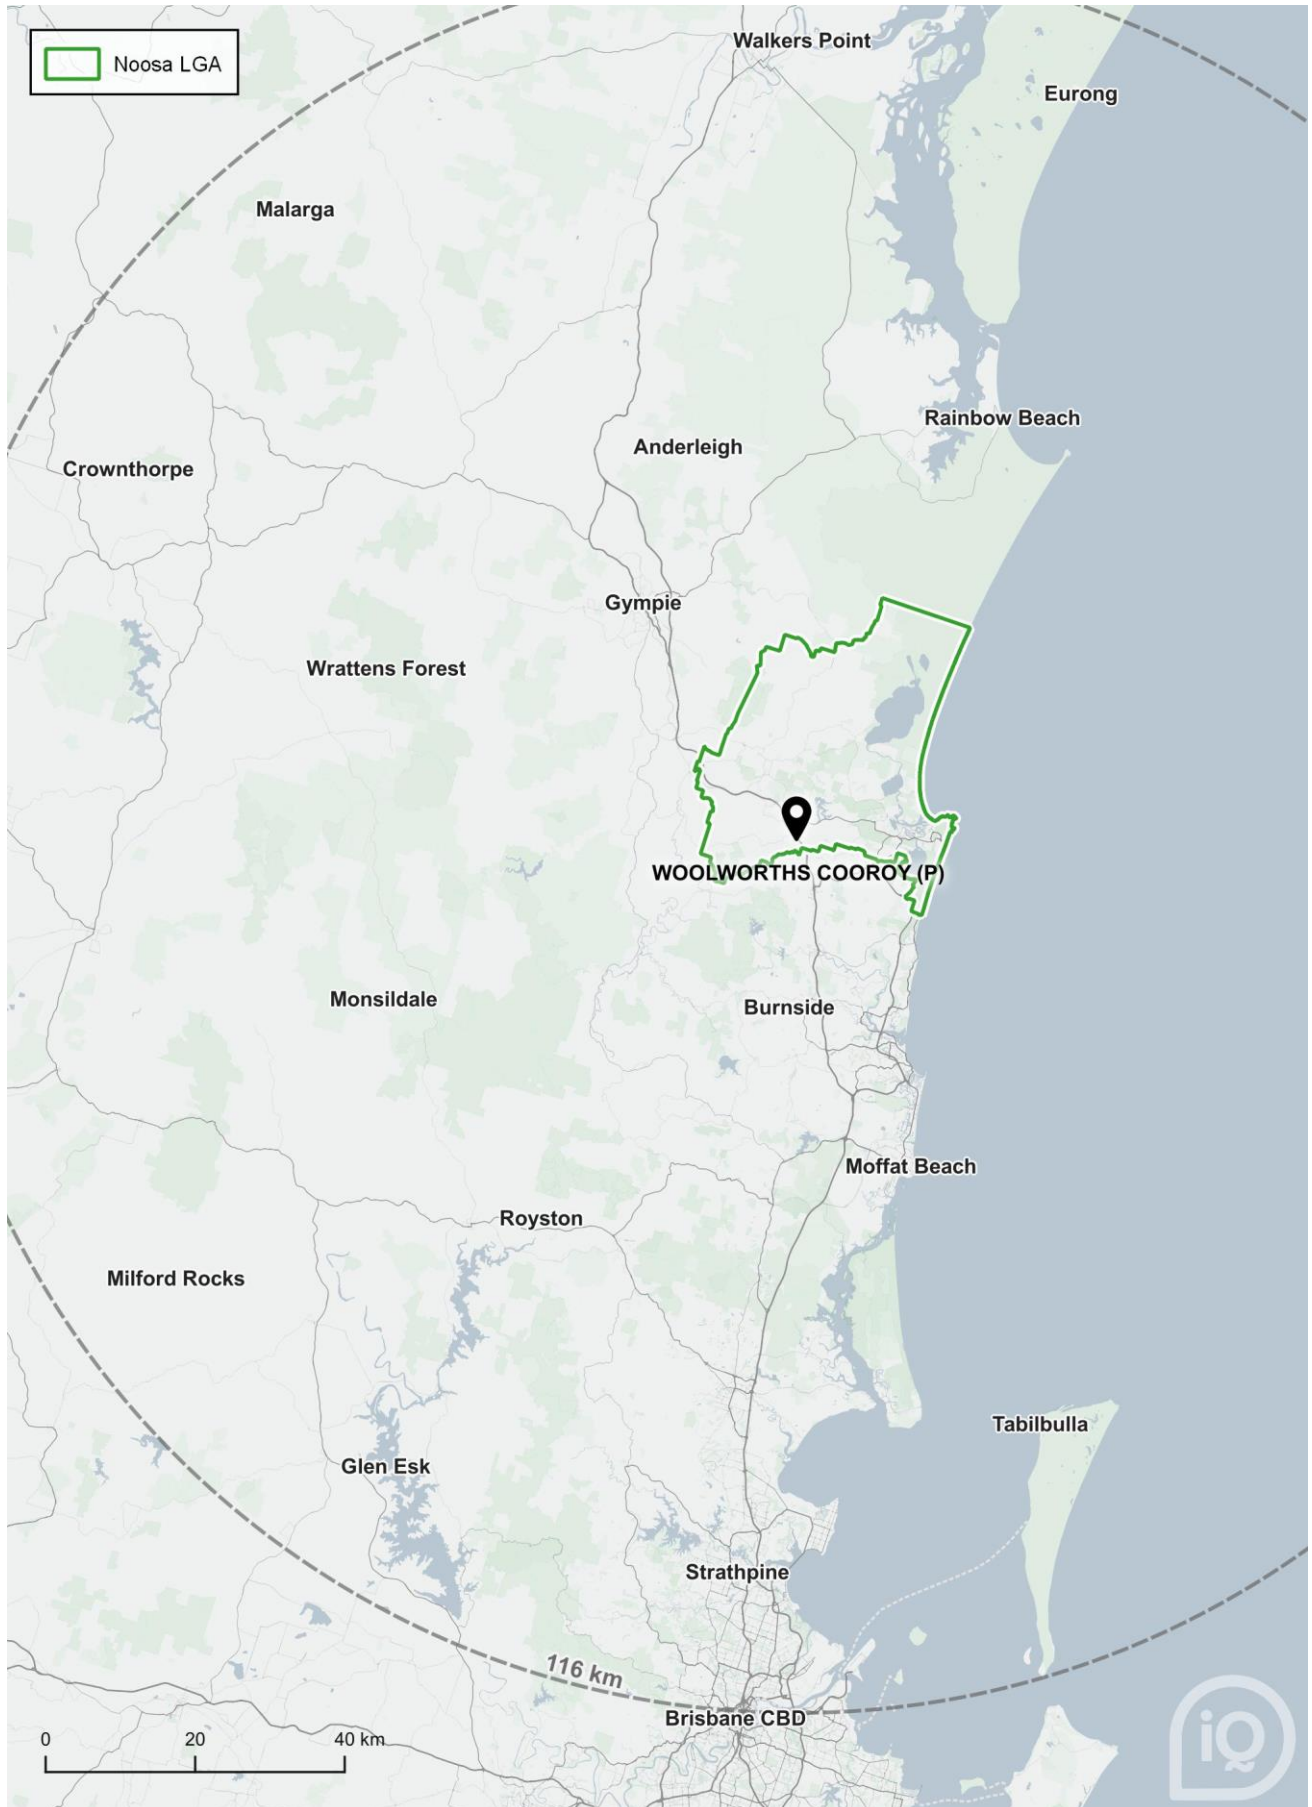 Noosa LGA
Walkers Point
Eurong
Malarga
Rainbow Beach
Anderleigh
Crownthorpe
Gympie
Wrattens Forest
WOOLWORTHS COOROY (P)
Monsildale
Burnside
Moffat Beach
Royston
Milford Rocks
Tabilbulla
Glen Esk
Strathpine
116 km
Brisbane CBD
0 20 40 km
iQ